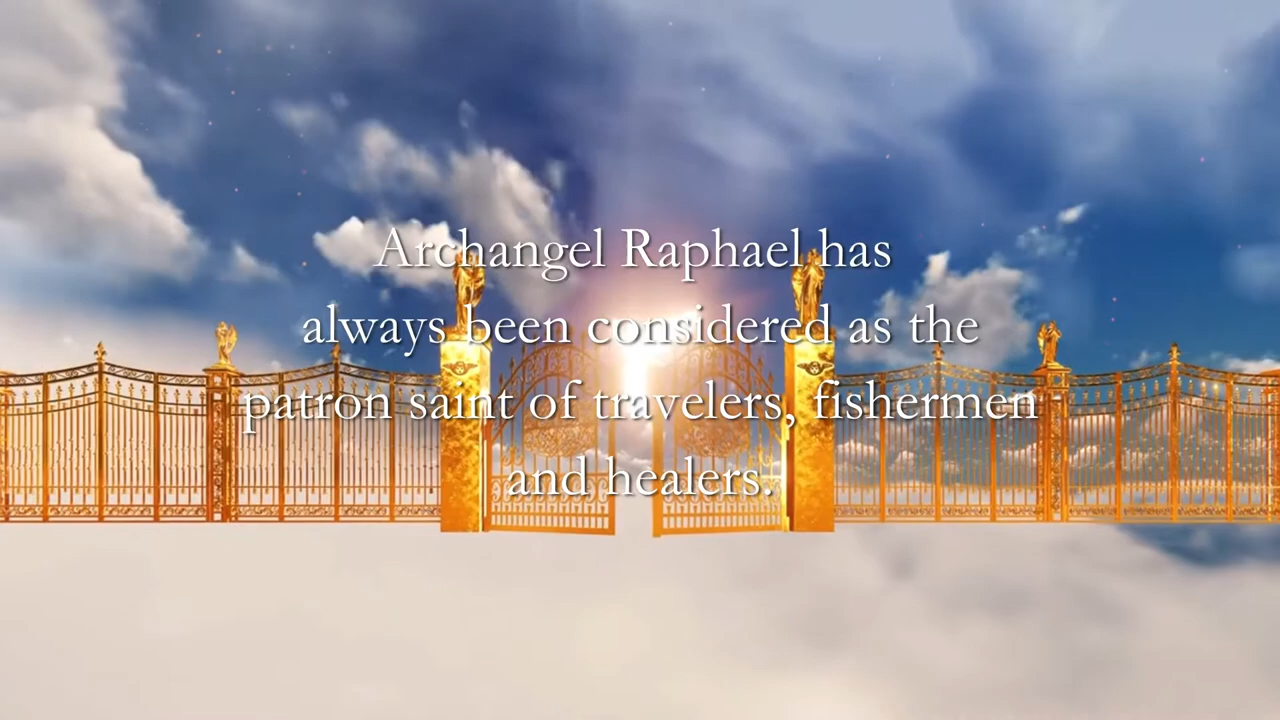 Archangel Raphael has
always been considered as the
patron saint of travelers, fishermen
and healers.